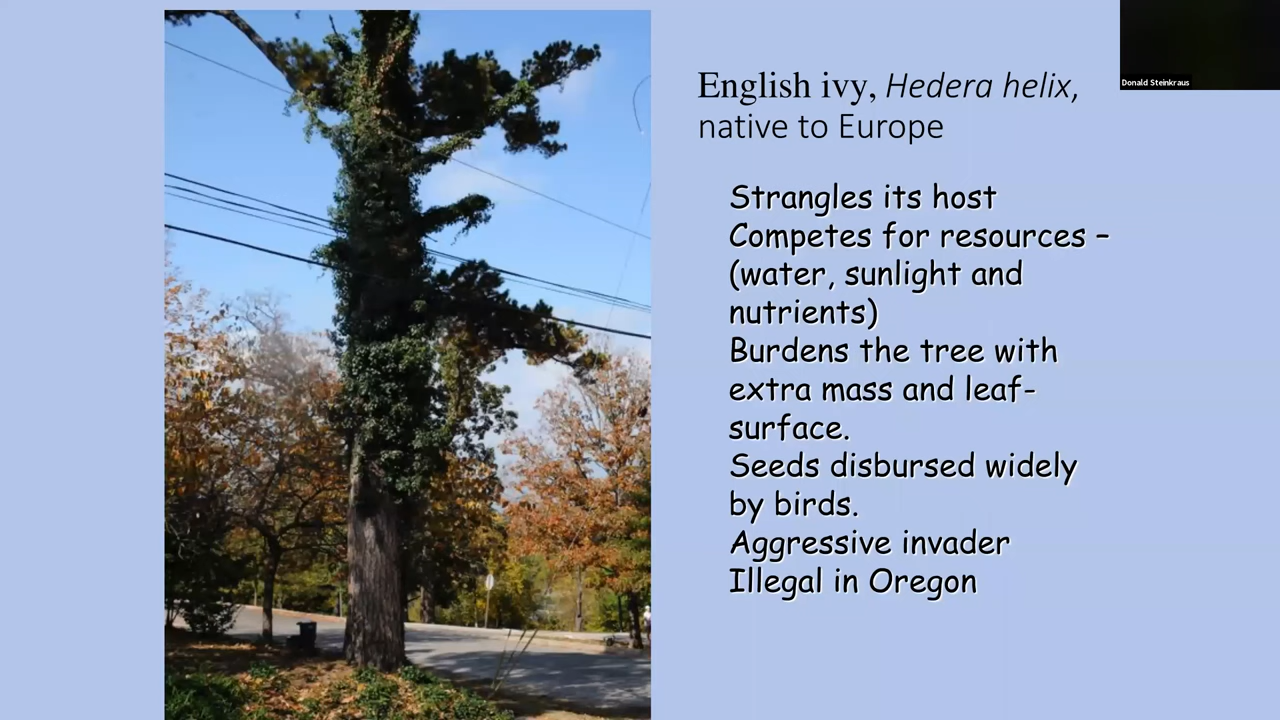 English ivy, Hedera helix,
native to Europe
Strangles its host
Competes for resources –
(water, sunlight and
nutrients)
Burdens the tree with
extra mass and leaf-
surface.
Seeds disbursed widely
by birds.
Aggressive invader
Illegal in Oregon
Donald Steinkraus